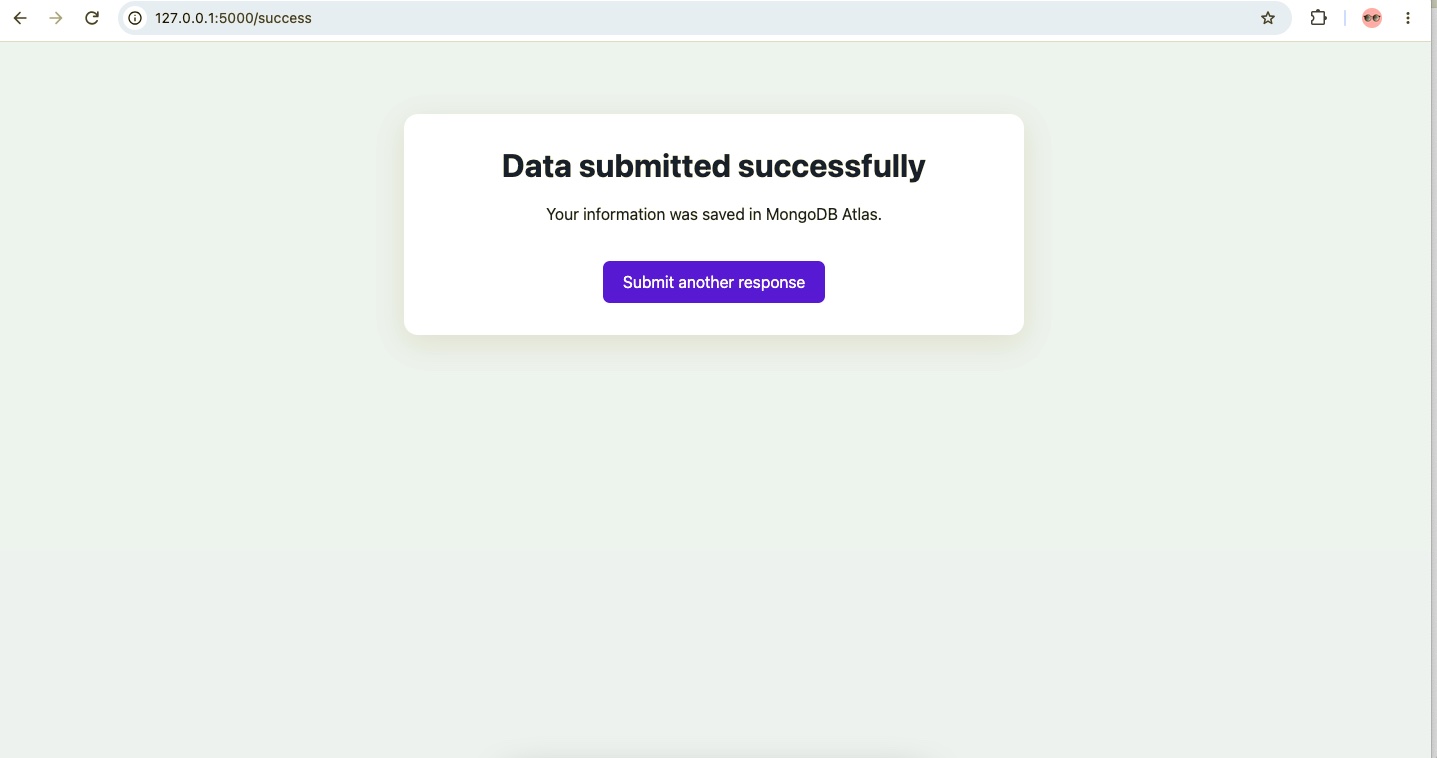 127.0.0.1:5000/success
Data submitted successfully
Your information was saved in MongoDB Atlas.
Submit another response